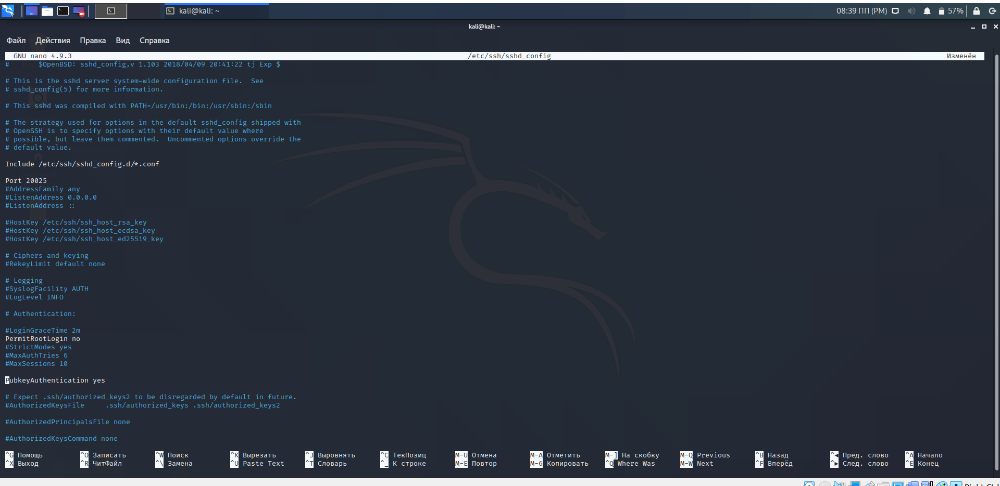 kali@kali: ~
08:39 ПП (PM)
57%
kali@kali: ~
Файл Действия Правка Вид Справка
GNU nano 4.9.3 /etc/ssh/sshd_config Изменён
# $OpenBSD: sshd_config,v 1.103 2018/04/09 20:41:22 tj Exp $
# This is the sshd server system-wide configuration file.  See
# sshd_config(5) for more information.
# This sshd was compiled with PATH=/usr/bin:/bin:/usr/sbin:/sbin
# The strategy used for options in the default sshd_config shipped with
# OpenSSH is to specify options with their default value where
# possible, but leave them commented.  Uncommented options override the
# default value.
Include /etc/ssh/sshd_config.d/*.conf
Port 20025
#AddressFamily any
#ListenAddress 0.0.0.0
#ListenAddress ::
#HostKey /etc/ssh/ssh_host_rsa_key
#HostKey /etc/ssh/ssh_host_ecdsa_key
#HostKey /etc/ssh/ssh_host_ed25519_key
# Ciphers and keying
#RekeyLimit default none
# Logging
#SyslogFacility AUTH
#LogLevel INFO
# Authentication:
#LoginGraceTime 2m
PermitRootLogin no
#StrictModes yes
#MaxAuthTries 6
#MaxSessions 10
PubkeyAuthentication yes
# Expect .ssh/authorized_keys2 to be disregarded by default in future.
#AuthorizedKeysFile .ssh/authorized_keys .ssh/authorized_keys2
#AuthorizedPrincipalsFile none
#AuthorizedKeysCommand none
^G Помощь ^O Записать ^W Поиск ^K Вырезать ^J Выровнять ^C ТекПозиц M-U Отмена M-A Отметить M-] На скобку M-Q Previous ^B Назад ^◄ Пред. слово ^A Начало
^X Выход ^R ЧитФайл ^\ Замена ^U Paste Text ^T Словарь ^_ К строке M-E Повтор M-6 Копировать ^Q Where Was M-W Next ^F Вперёд ^► След. слово ^E Конец